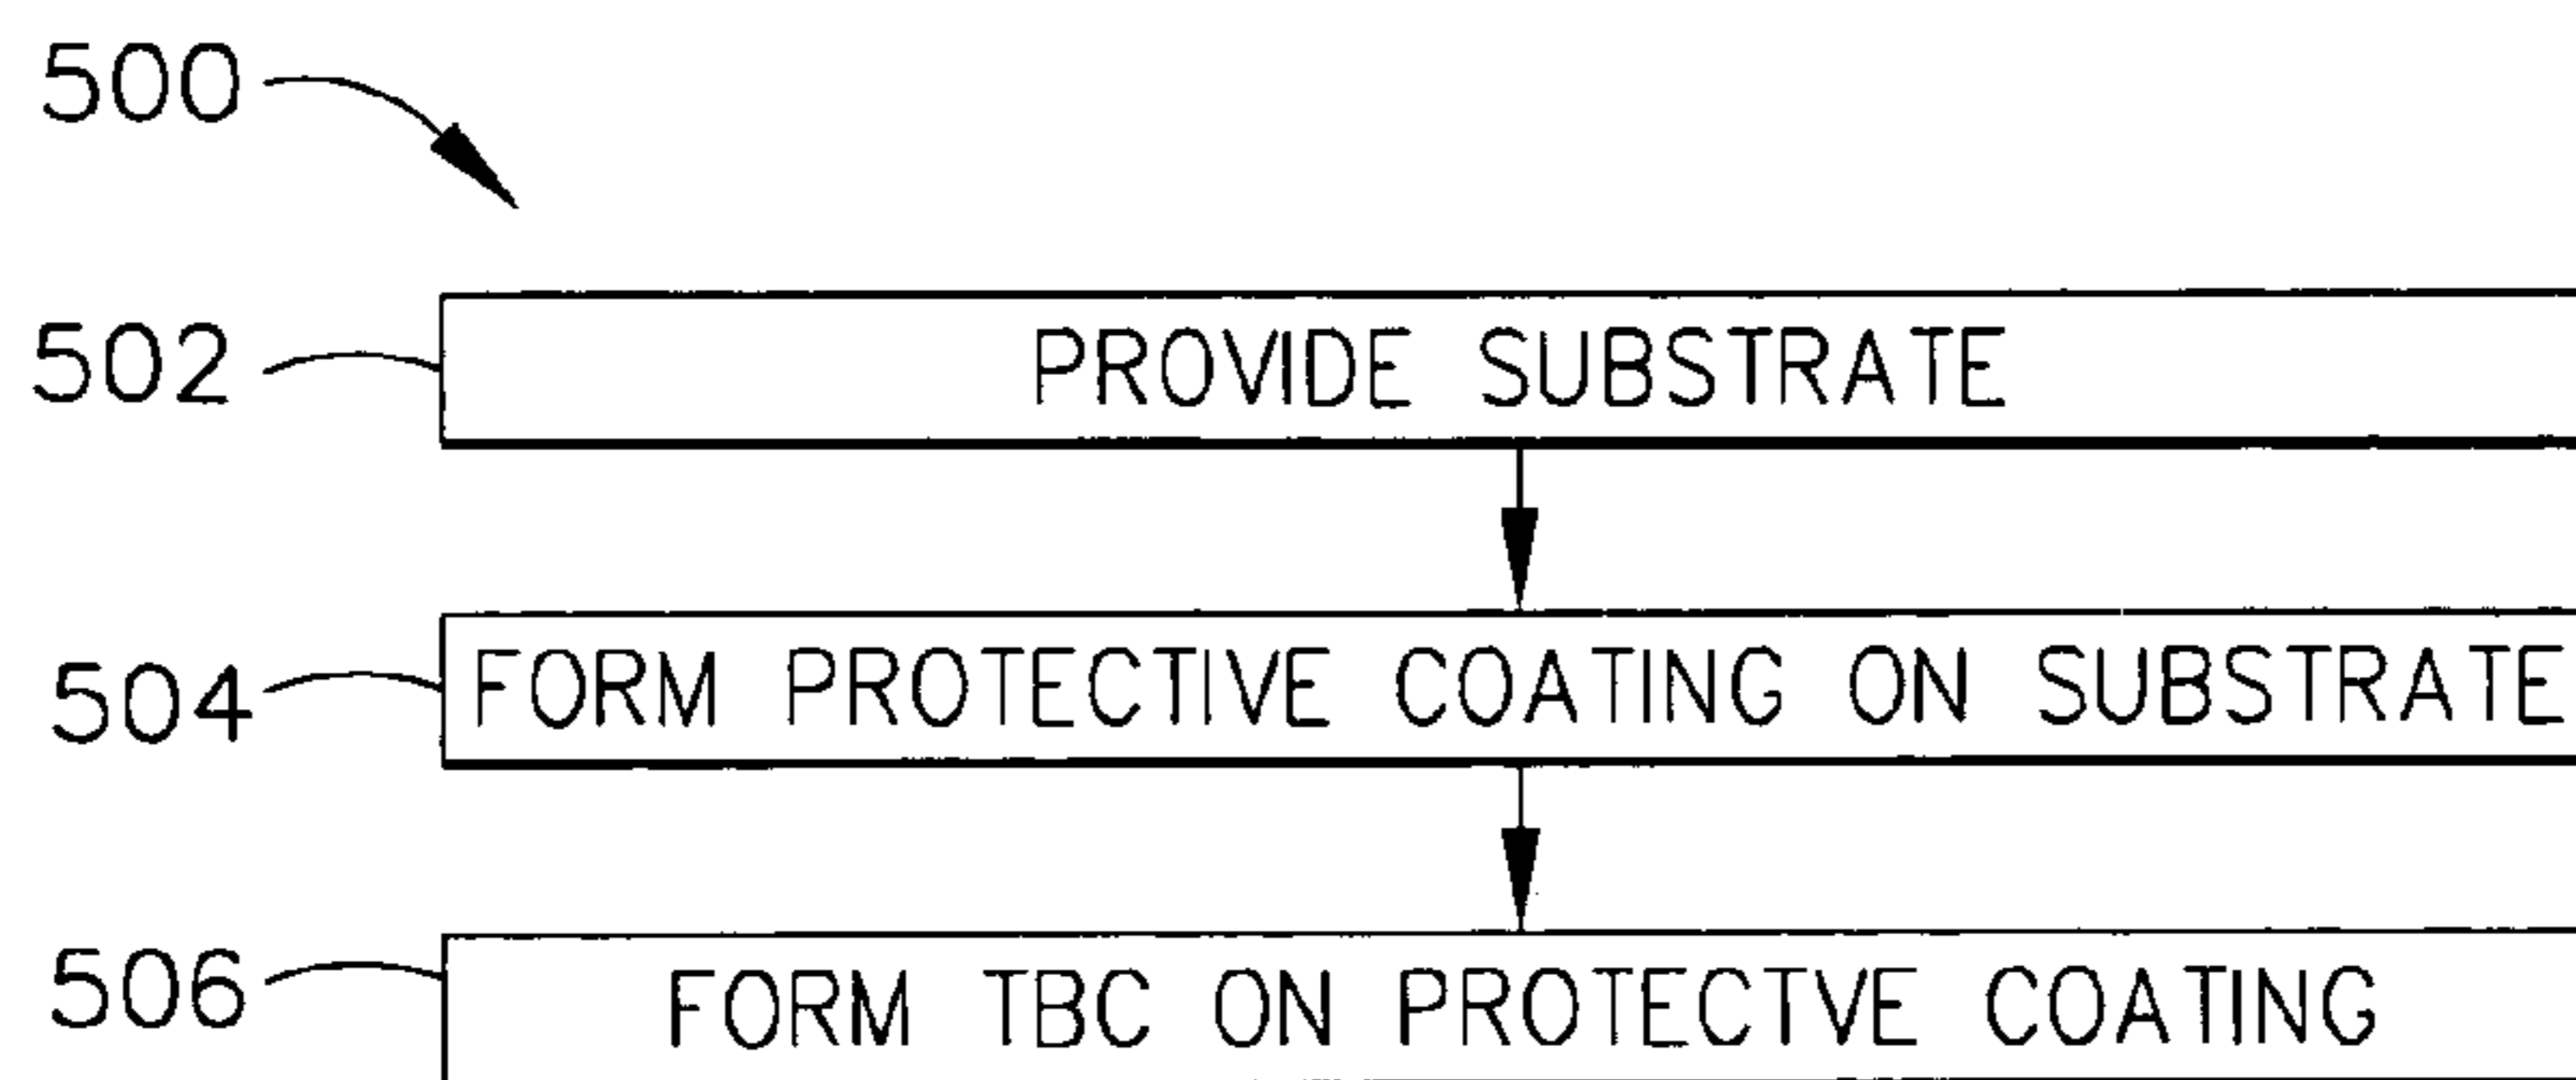 500
502 PROVIDE SUBSTRATE
504 FORM PROTECTIVE COATING ON SUBSTRATE
506 FORM TBC ON PROTECTVE COATING